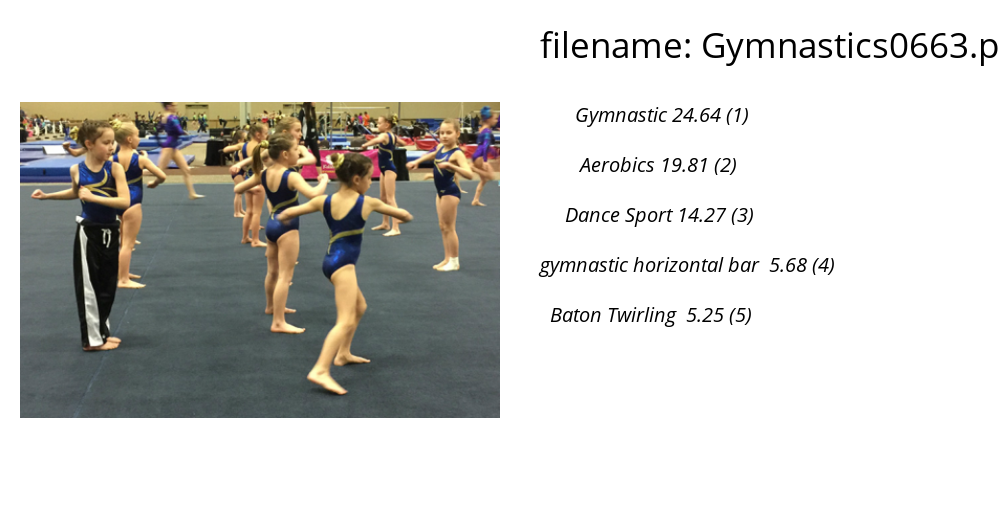 filename: Gymnastics0663.p
Gymnastic 24.64 (1)
Aerobics 19.81 (2)
Dance Sport 14.27 (3)
gymnastic horizontal bar 5.68 (4)
Baton Twirling 5.25 (5)